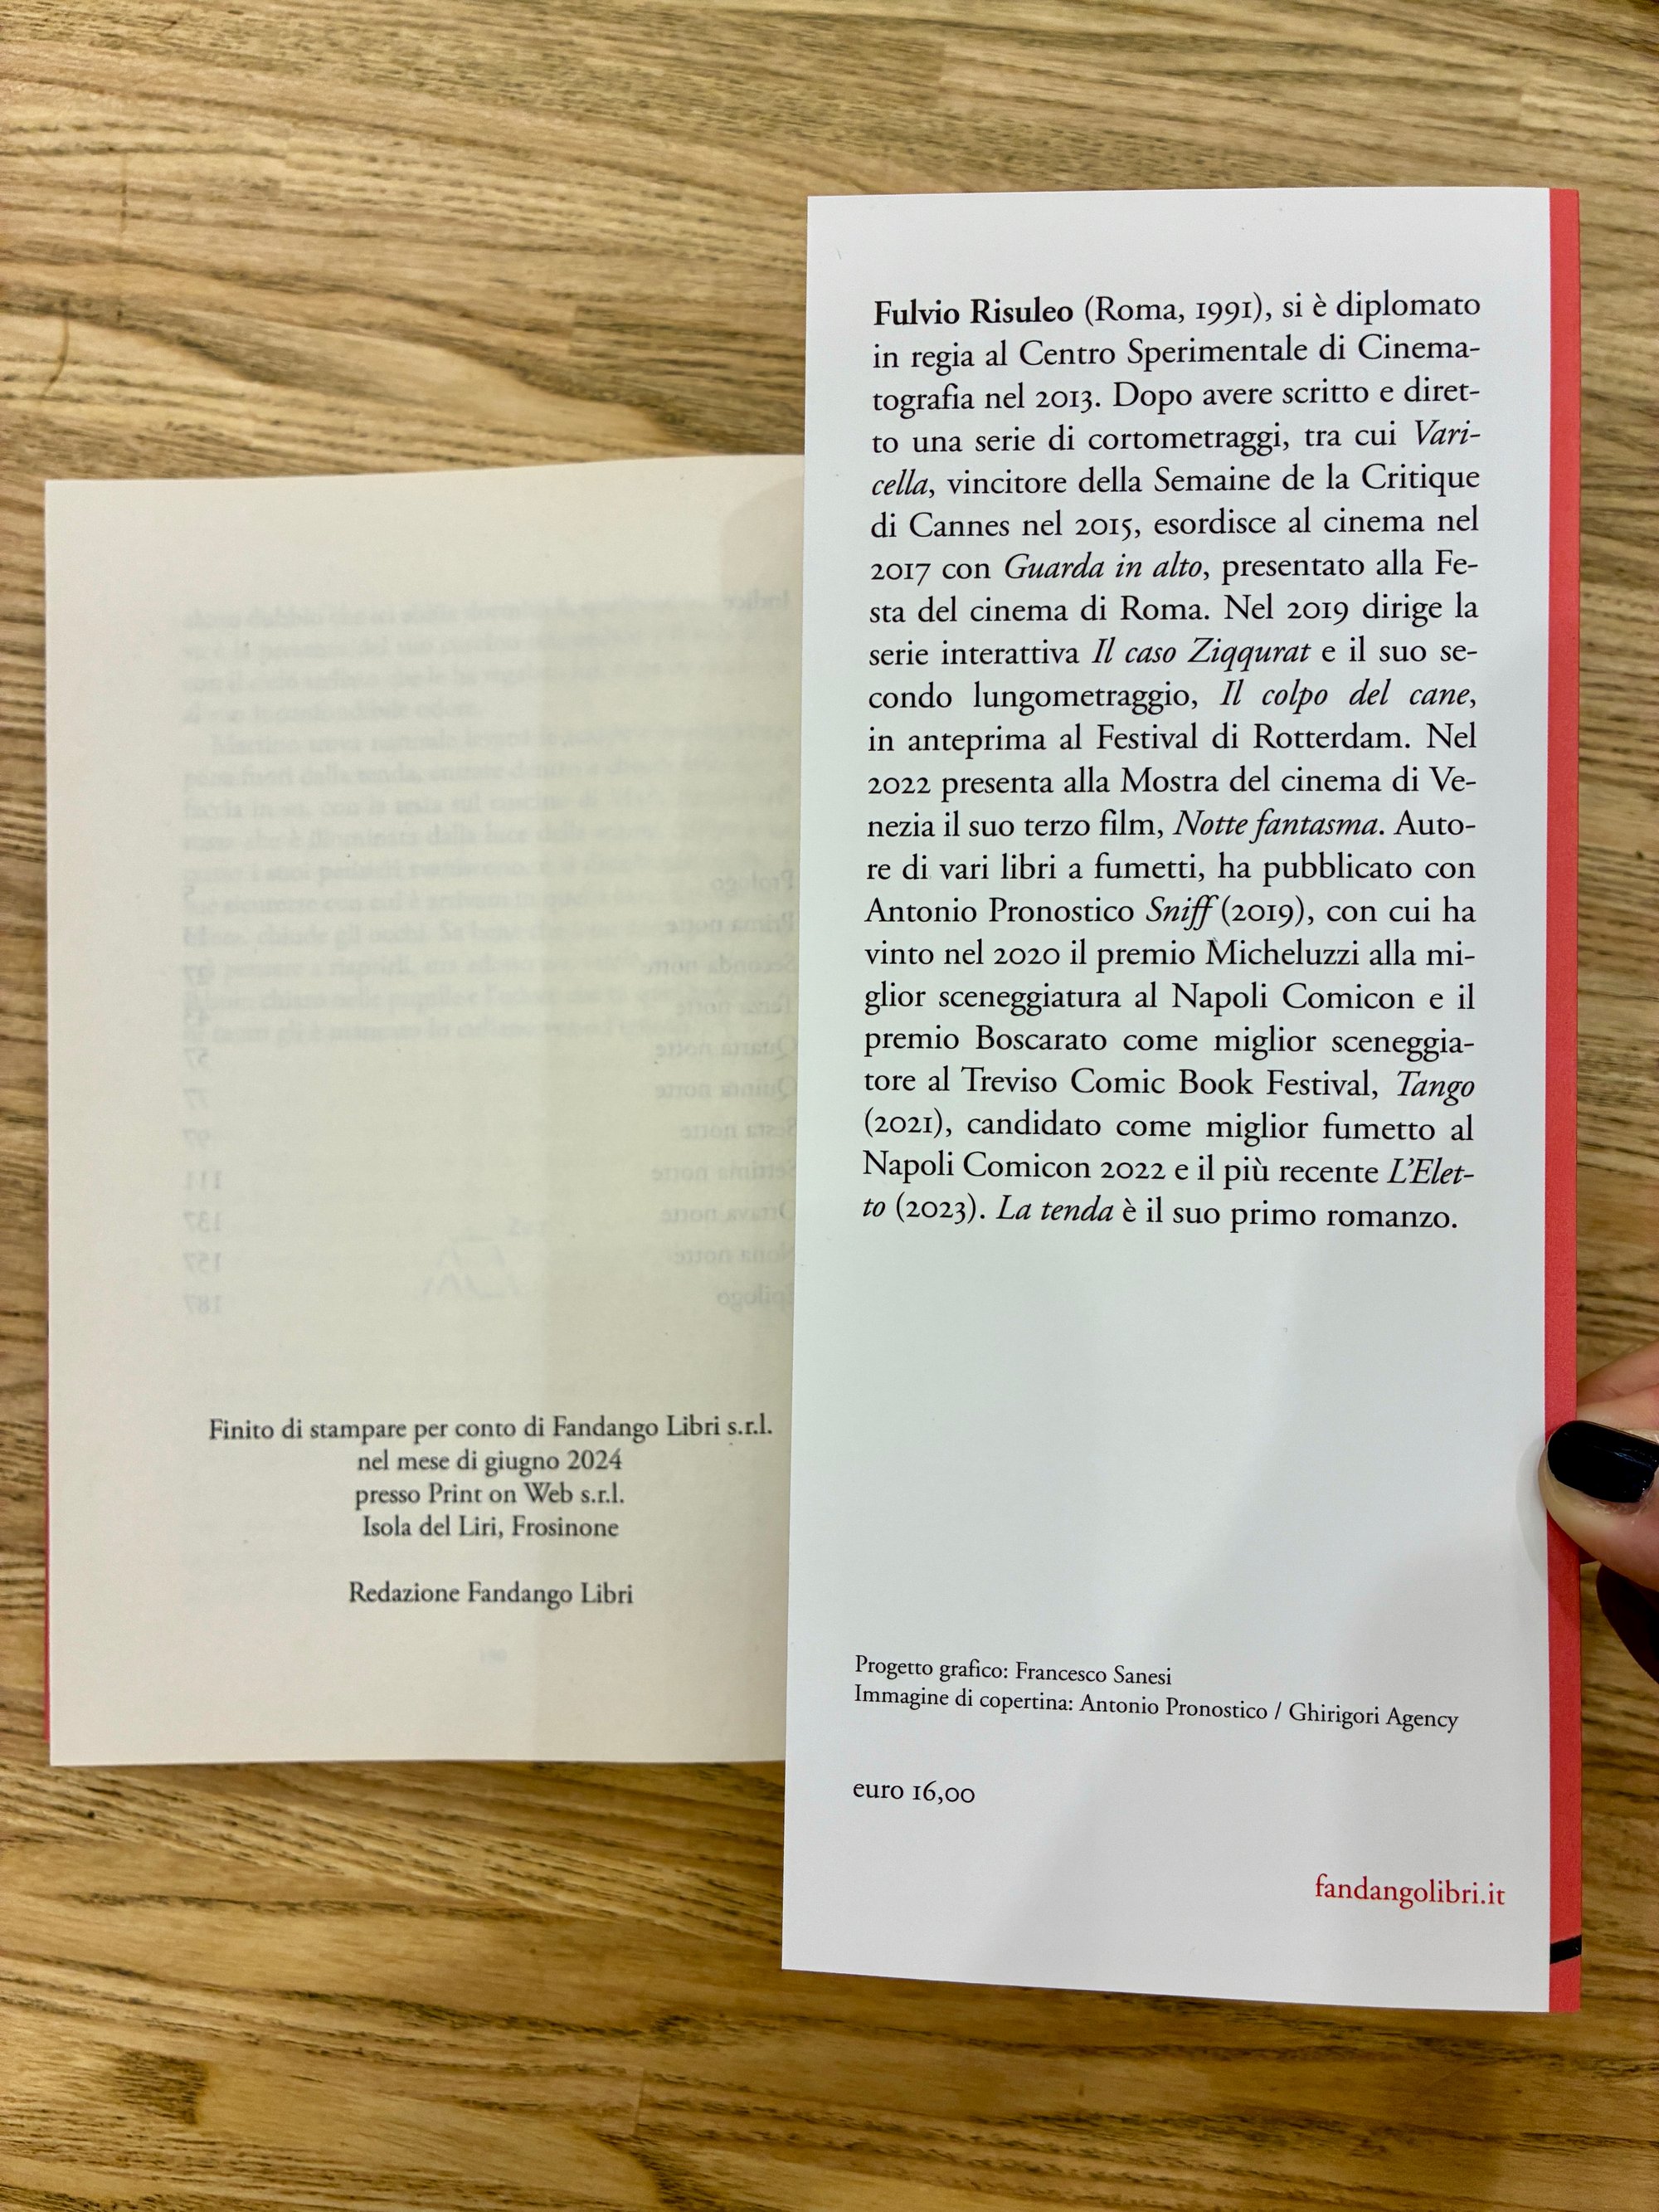 Finito di stampare per conto di Fandango Libri s.r.l.
nel mese di giugno 2024
presso Print on Web s.r.l.
Isola del Liri, Frosinone
Redazione Fandango Libri
Fulvio Risuleo (Roma, 1991), si è diplomato
in regia al Centro Sperimentale di Cinema-
tografia nel 2013. Dopo avere scritto e diret-
to una serie di cortometraggi, tra cui Vari-
cella, vincitore della Semaine de la Critique
di Cannes nel 2015, esordisce al cinema nel
2017 con Guarda in alto, presentato alla Fe-
sta del cinema di Roma. Nel 2019 dirige la
serie interattiva Il caso Ziqqurat e il suo se-
condo lungometraggio, Il colpo del cane,
in anteprima al Festival di Rotterdam. Nel
2022 presenta alla Mostra del cinema di Ve-
nezia il suo terzo film, Notte fantasma. Auto-
re di vari libri a fumetti, ha pubblicato con
Antonio Pronostico Sniff (2019), con cui ha
vinto nel 2020 il premio Micheluzzi alla mi-
glior sceneggiatura al Napoli Comicon e il
premio Boscarato come miglior sceneggia-
tore al Treviso Comic Book Festival, Tango
(2021), candidato come miglior fumetto al
Napoli Comicon 2022 e il più recente L'Elet-
to (2023). La tenda è il suo primo romanzo.
Progetto grafico: Francesco Sanesi
Immagine di copertina: Antonio Pronostico / Ghirigori Agency
euro 16,00
fandangolibri.it